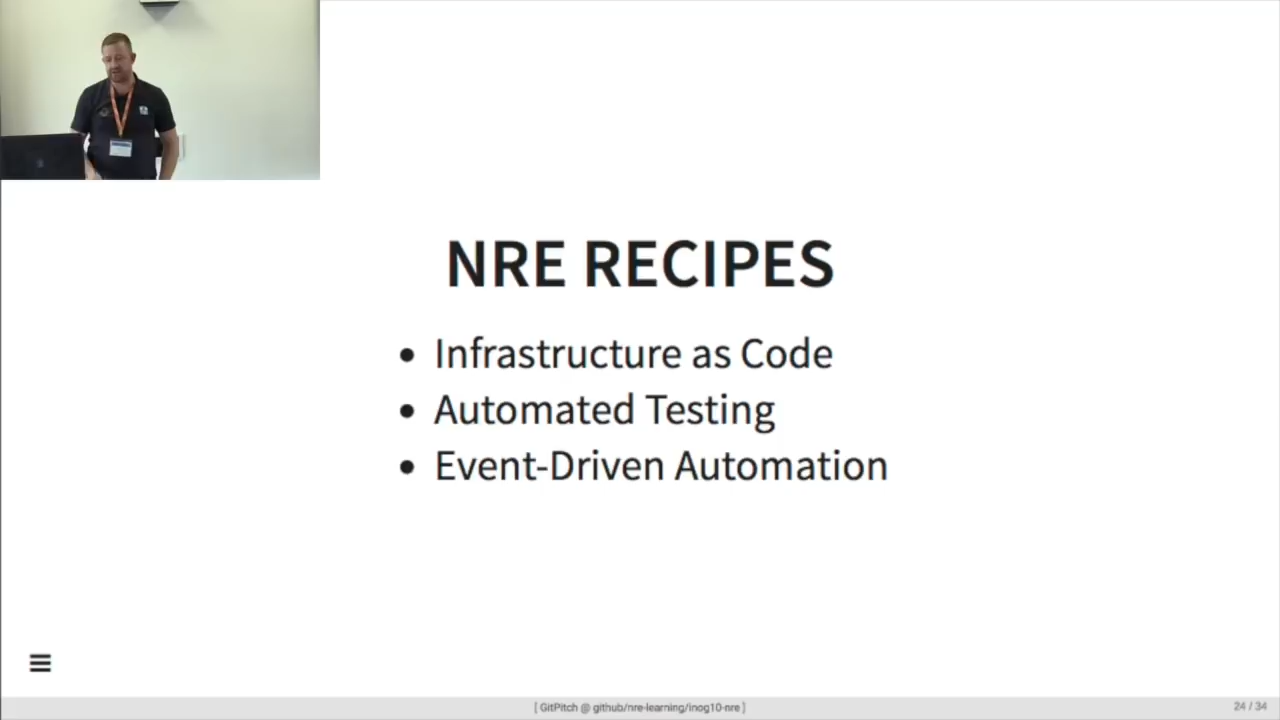 NRE RECIPES
• Infrastructure as Code
• Automated Testing
• Event-Driven Automation
[ GitPitch @ github/nre-learning/inog10-nre ]
24 / 34